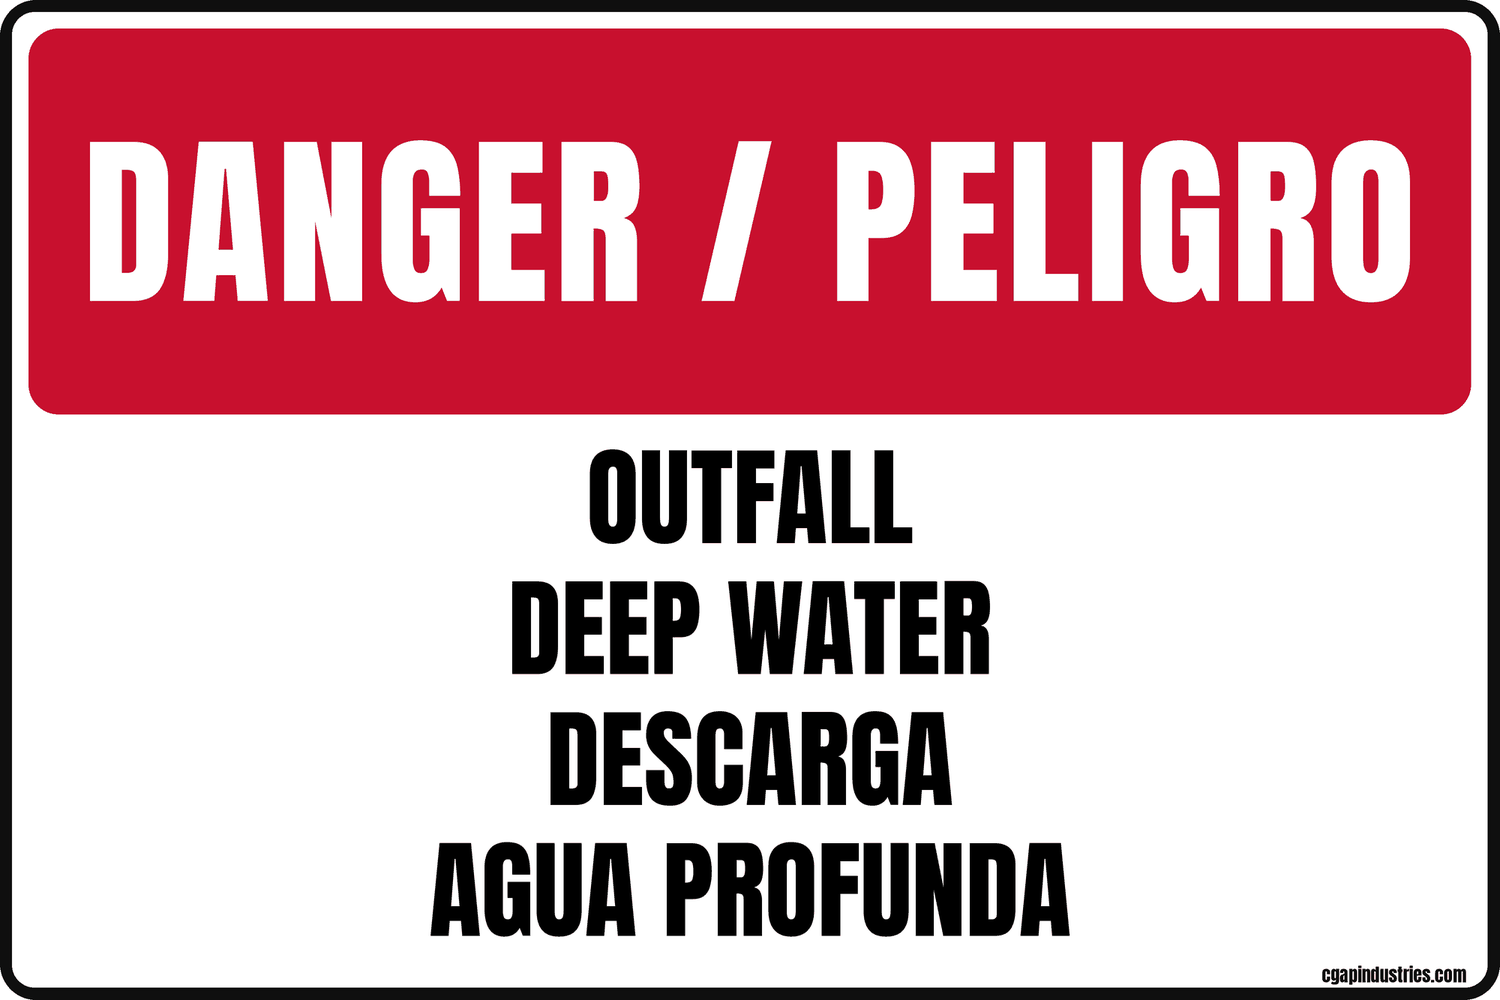 DANGER / PELIGRO
OUTFALL
DEEP WATER
DESCARGA
AGUA PROFUNDA
cgapindustries.com